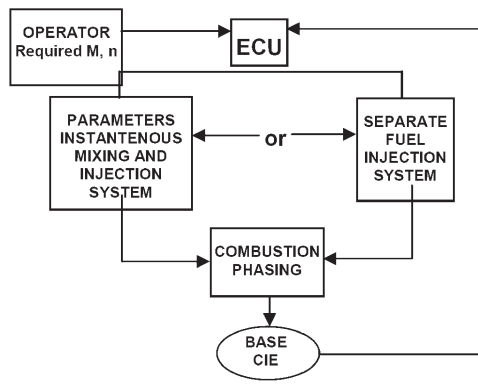 OPERATOR
Required M, n
ECU
PARAMETERS
INSTANTENOUS
MIXING AND
INJECTION
SYSTEM
or
SEPARATE
FUEL
INJECTION
SYSTEM
COMBUSTION
PHASING
BASE
CIE